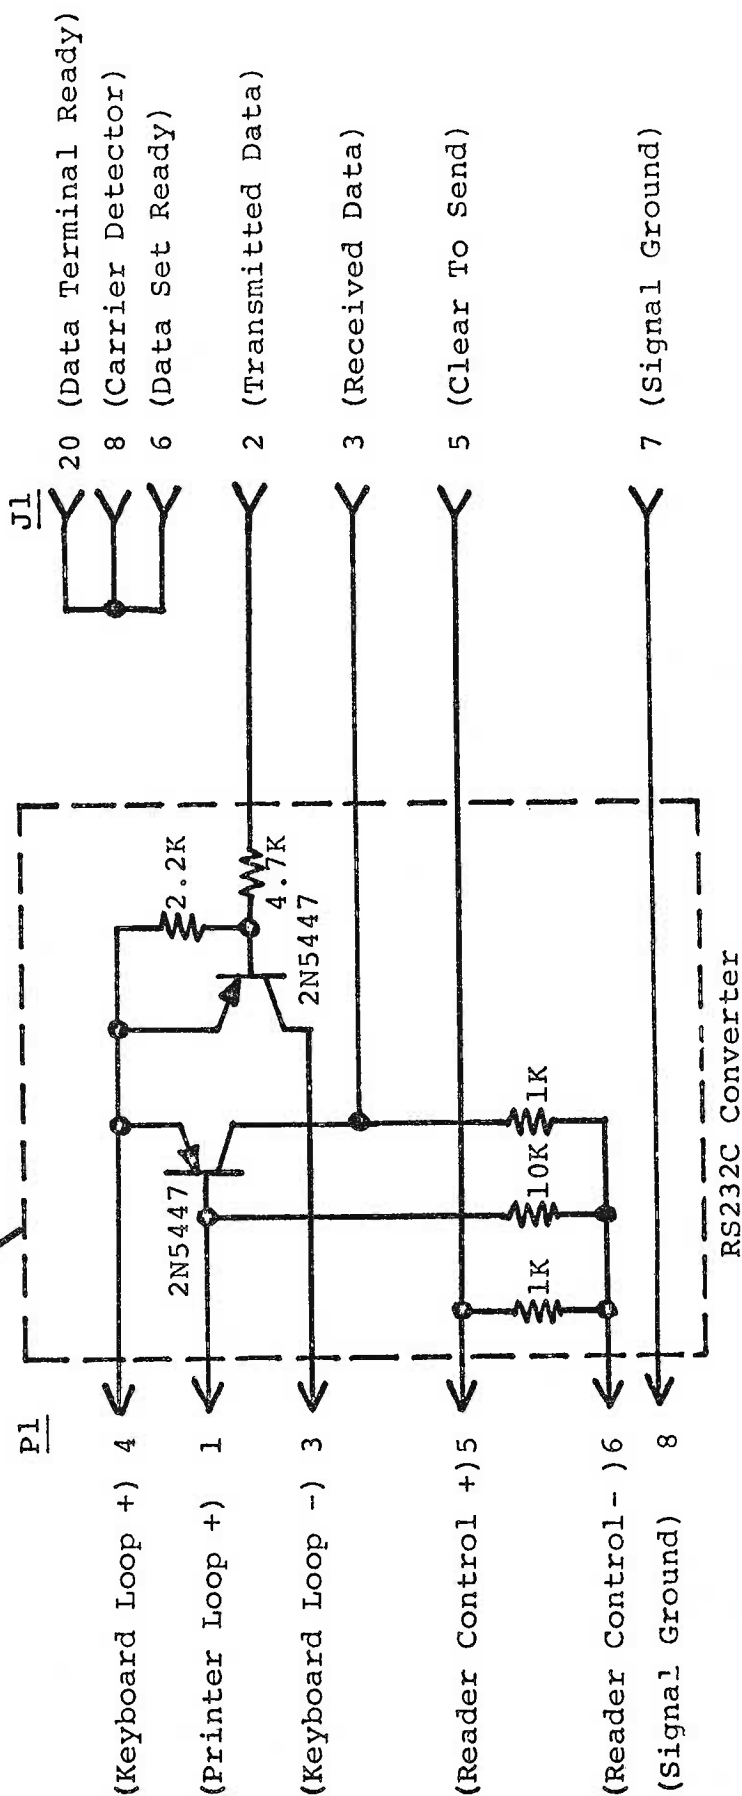 P1
(Keyboard Loop +) 4
(Printer Loop +) 1
(Keyboard Loop -) 3
(Reader Control +)5
(Reader Control- )6
(Signal Ground) 8
2N5447
2N5447
2.2K
4.7K
1K
10K
1K
RS232C Converter
J1
20 (Data Terminal Ready)
8 (Carrier Detector)
6 (Data Set Ready)
2 (Transmitted Data)
3 (Received Data)
5 (Clear To Send)
7 (Signal Ground)